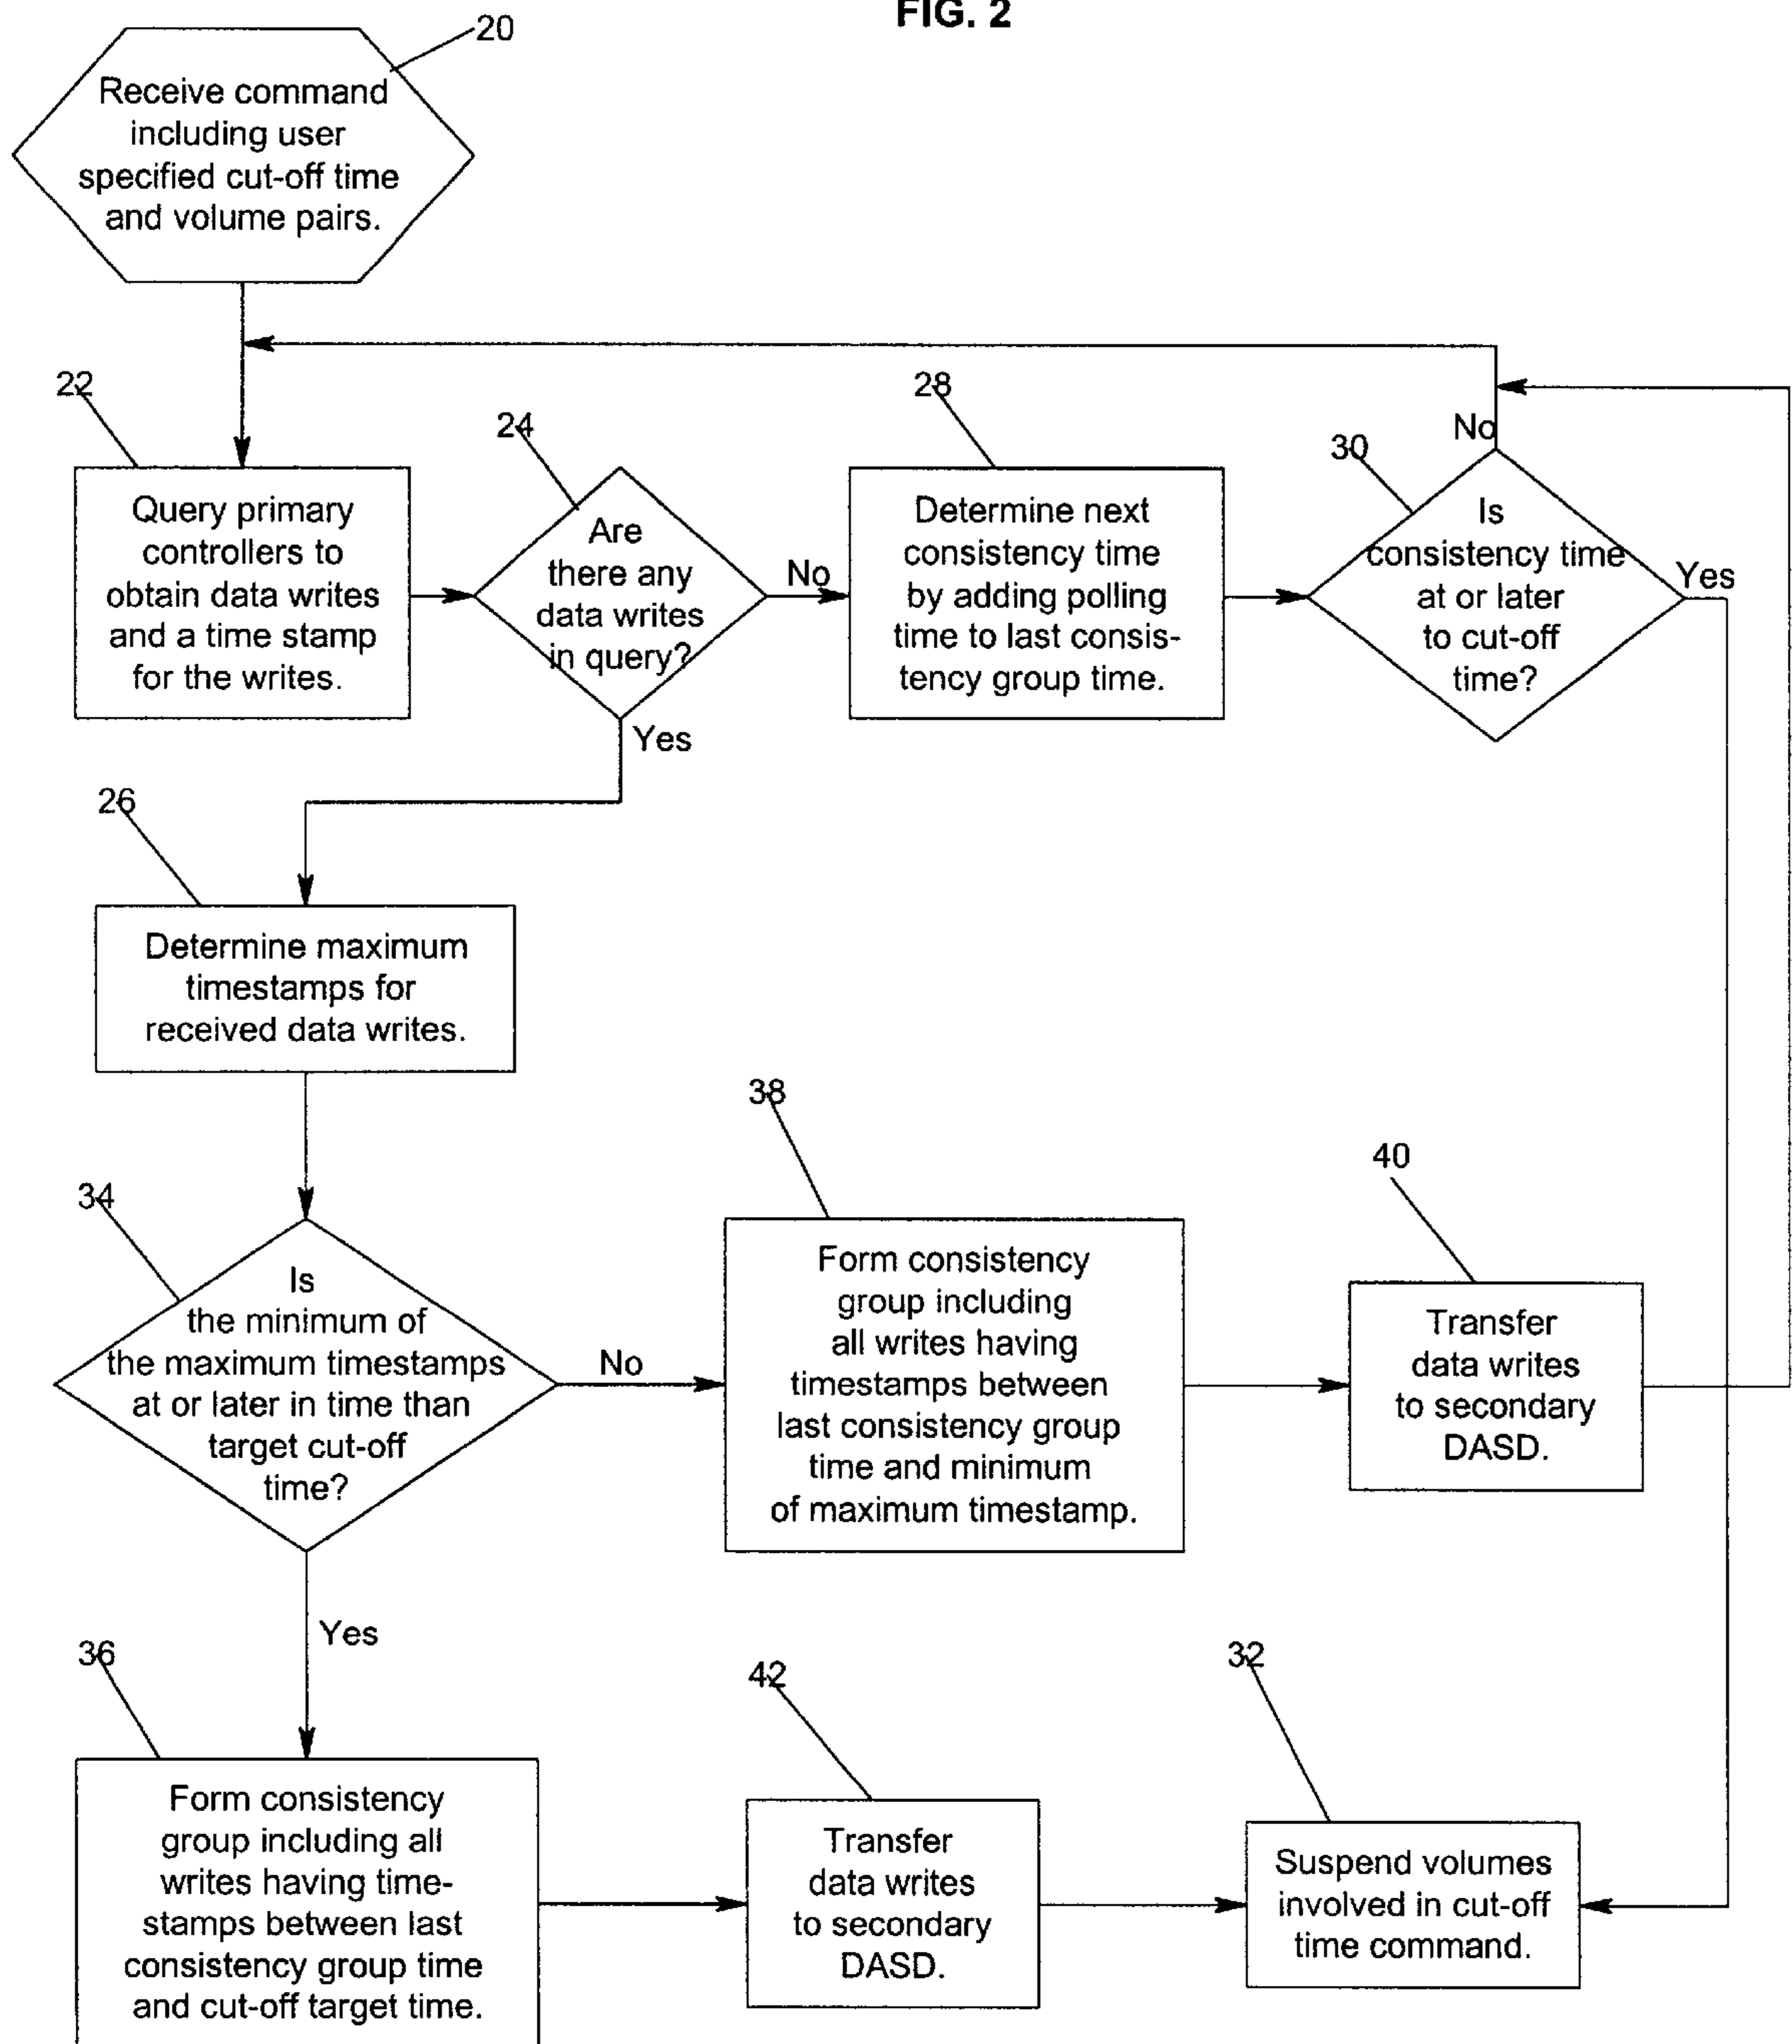 FIG. 2
20
Receive command
including user
specified cut-off time
and volume pairs.
22
Query primary
controllers to
obtain data writes
and a time stamp
for the writes.
24
Are
there any
data writes
in query?
No
Yes
28
Determine next
consistency time
by adding polling
time to last consis-
tency group time.
30
No
Is
consistency time
at or later
to cut-off
time?
Yes
26
Determine maximum
timestamps for
received data writes.
34
Is
the minimum of
the maximum timestamps
at or later in time than
target cut-off
time?
No
Yes
38
Form consistency
group including
all writes having
timestamps between
last consistency group
time and minimum
of maximum timestamp.
40
Transfer
data writes
to secondary
DASD.
36
Form consistency
group including all
writes having time-
stamps between last
consistency group time
and cut-off target time.
42
Transfer
data writes
to secondary
DASD.
32
Suspend volumes
involved in cut-off
time command.